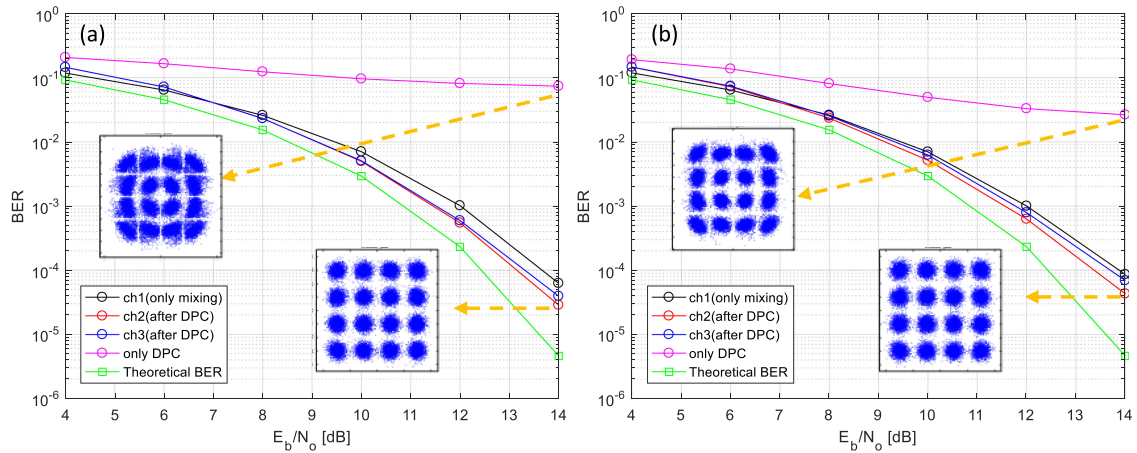 (a)
10^0
10^-1
10^-2
10^-3
10^-4
10^-5
10^-6
BER
ch1(only mixing)
ch2(after DPC)
ch3(after DPC)
only DPC
Theoretical BER
4 5 6 7 8 9 10 11 12 13 14
E_b/N_o [dB]
(b)
10^0
10^-1
10^-2
10^-3
10^-4
10^-5
10^-6
BER
ch1(only mixing)
ch2(after DPC)
ch3(after DPC)
only DPC
Theoretical BER
4 5 6 7 8 9 10 11 12 13 14
E_b/N_o [dB]